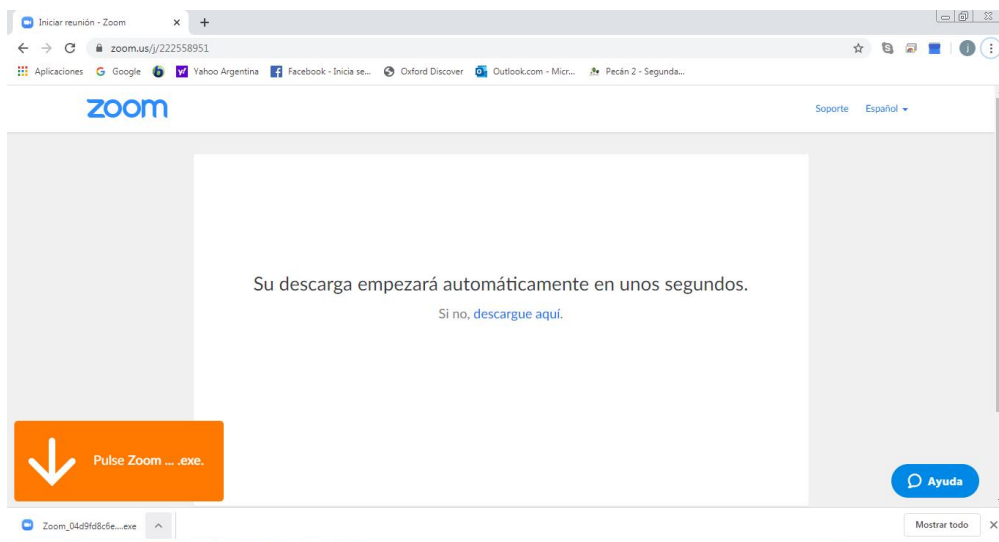 Iniciar reunión - Zoom
zoom.us/j/222558951
Aplicaciones Google Yahoo Argentina Facebook - Inicia se... Oxford Discover Outlook.com - Micr... Pecán 2 - Segunda...
zoom
Soporte Español
Su descarga empezará automáticamente en unos segundos.
Si no, descargue aquí.
Pulse Zoom ... .exe.
Ayuda
Zoom_04d9fd8c6e....exe
Mostrar todo